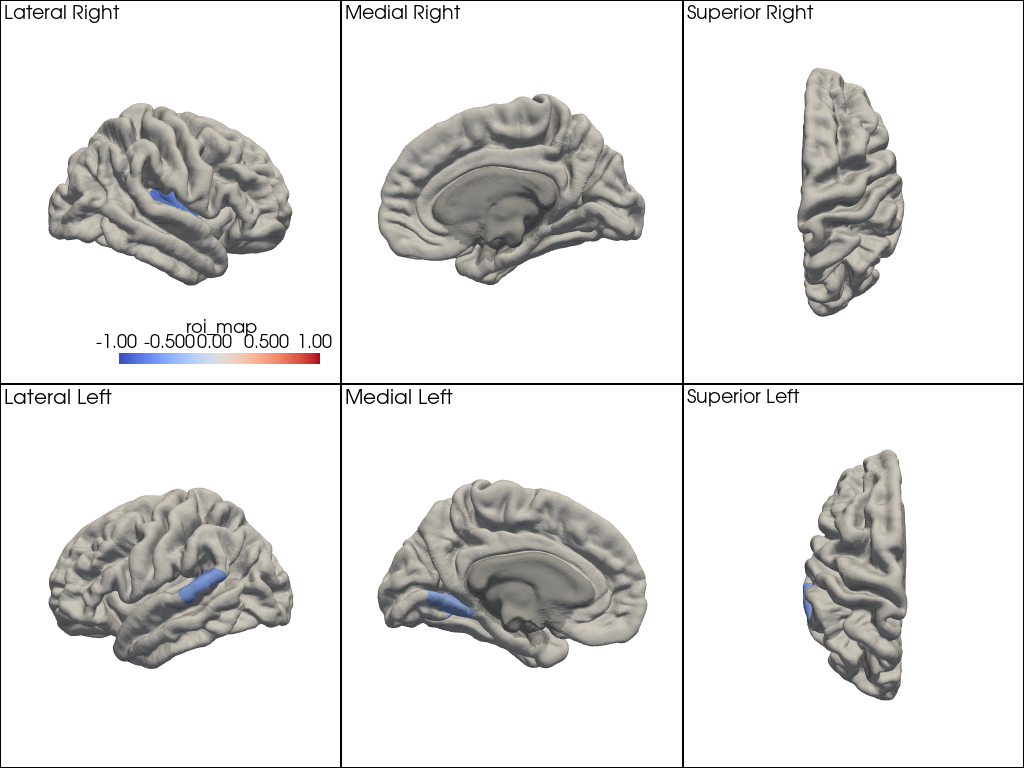 Lateral Right
Medial Right
Superior Right
roi_map
-1.00 -0.500 0.00 0.500 1.00
Lateral Left
Medial Left
Superior Left